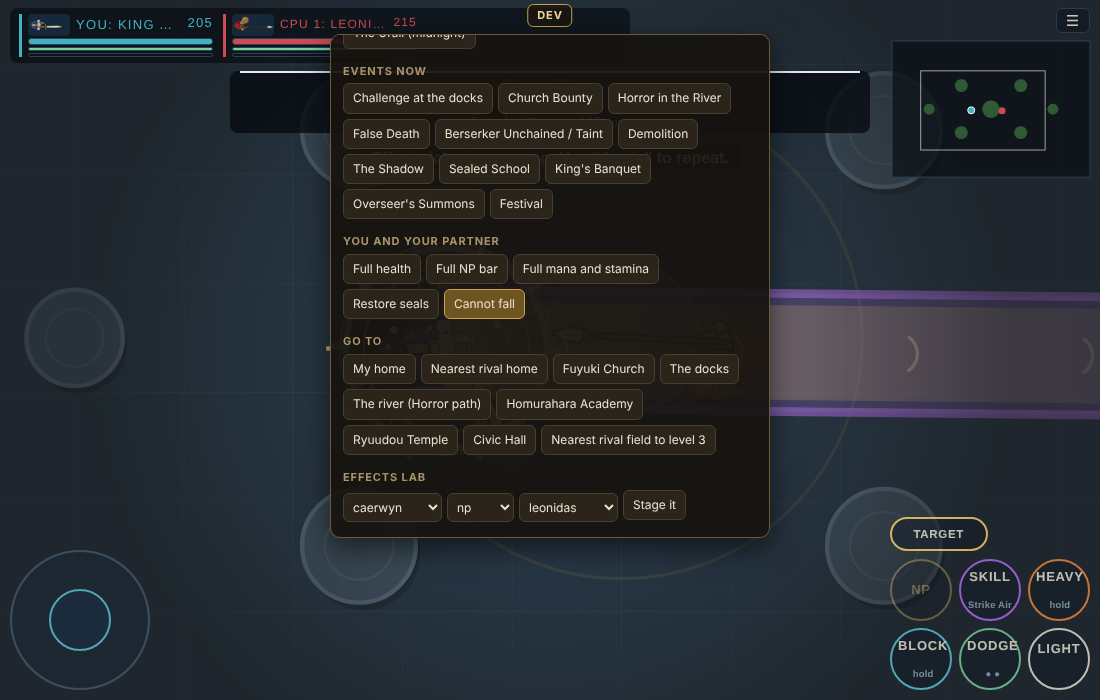 DEV
YOU: KING ... 205
CPU 1: LEONI... 215
The Grail (midnight)
EVENTS NOW
Challenge at the docks
Church Bounty
Horror in the River
False Death
Berserker Unchained / Taint
Demolition
The Shadow
Sealed School
King's Banquet
to repeat.
Overseer's Summons
Festival
YOU AND YOUR PARTNER
Full health
Full NP bar
Full mana and stamina
Restore seals
Cannot fall
GO TO
My home
Nearest rival home
Fuyuki Church
The docks
The river (Horror path)
Homurahara Academy
Ryuudou Temple
Civic Hall
Nearest rival field to level 3
EFFECTS LAB
caerwyn
np
leonidas
Stage it
TARGET
NP
SKILL
Strike Air
HEAVY
hold
BLOCK
hold
DODGE
LIGHT